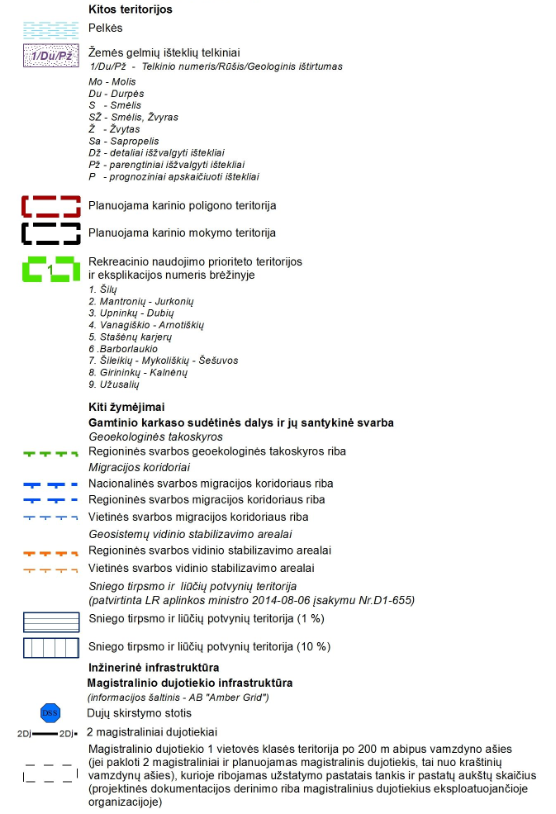 Kitos teritorijos
Pelkės
1/Du/Pž
Žemės gelmių išteklių telkiniai
1/Du/Pž - Telkinio numeris/Rūšis/Geologinis ištirtumas
Mo - Molis
Du - Durpės
S - Smėlis
SŽ - Smėlis, Žvyras
Ž - Žvytas
Sa - Sapropelis
Dž - detaliai išžvalgyti ištekliai
Pž - parengtiniai išžvalgyti ištekliai
P - prognoziniai apskaičiuoti ištekliai
Planuojama karinio poligono teritorija
Planuojama karinio mokymo teritorija
1
Rekreacinio naudojimo prioriteto teritorijos
ir eksplikacijos numeris brėžinyje
1. Šilų
2. Mantronių - Jurkonių
3. Upninkų - Dubių
4. Vanagiškio - Arnotiškių
5. Stašėnų karjerų
6 .Barborlaukio
7. Šileikių - Mykoliškių - Šešuvos
8. Girininkų - Kalnėnų
9. Užusalių
Kiti žymėjimai
Gamtinio karkaso sudėtinės dalys ir jų santykinė svarba
Geoekologinės takoskyros
Regioninės svarbos geoekologinės takoskyros riba
Migracijos koridoriai
Nacionalinės svarbos migracijos koridoriaus riba
Regioninės svarbos migracijos koridoriaus riba
Vietinės svarbos migracijos koridoriaus riba
Geosistemų vidinio stabilizavimo arealai
Regioninės svarbos vidinio stabilizavimo arealai
Vietinės svarbos vidinio stabilizavimo arealai
Sniego tirpsmo ir liūčių potvynių teritorija
(patvirtinta LR aplinkos ministro 2014-08-06 įsakymu Nr.D1-655)
Sniego tirpsmo ir liūčių potvynių teritorija (1 %)
Sniego tirpsmo ir liūčių potvynių teritorija (10 %)
Inžinerinė infrastruktūra
Magistralinio dujotiekio infrastruktūra
(informacijos šaltinis - AB "Amber Grid")
DSS
Dujų skirstymo stotis
2Dj 2Dj
2 magistraliniai dujotiekiai
Magistralinio dujotiekio 1 vietovės klasės teritorija po 200 m abipus vamzdyno ašies
(jei pakloti 2 magistraliniai ir planuojamas magistralinis dujotiekis, tai nuo kraštinių
vamzdynų ašies), kurioje ribojamas užstatymo pastatais tankis ir pastatų aukštų skaičius
(projektinės dokumentacijos derinimo riba magistralinius dujotiekius eksploatuojančioje
organizacijoje)